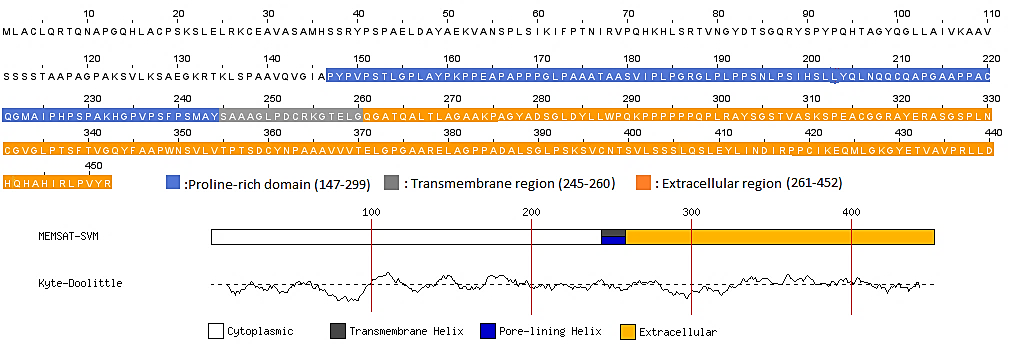 10 20 30 40 50 60 70 80 90 100 110
MLACLQRTQNAPGQHLACPSKSLELRKCEAVASAMHSSRYPSPAELDAYAEKVANSPLSIKIFPTNIRVPQHKHLSRTVNGYDTSGQRYSPYPQHTAGYQGLLAIVKAAV
120 130 140 150 160 170 180 190 200 210 220
SSSSTAAPAGPAKSVLKSAEGKRTKLSPAAVQVGIAPYPVPSTLGPLAYPKPPEAPAPPPGLPAAATAASVIPLPGRGLPLPPSNLPSIHSLLYQLNQQCQAPGAAPPAC
230 240 250 260 270 280 290 300 310 320 330
QGMAIPHPSPAKHGPVPSFPSMAYSAAAGLPDCRKGTELGQGATQALTLAGAAKPAGYADSGLDYLLWPQKPPPPPPQPLRAYSGSTVASKSPEACGGRAYERASGSPLN
340 350 360 370 380 390 400 410 420 430 440
CGVGLPTSFTVGQYFAAPWNSVLVTPTSDCYNPAAAVVVTELGPGAARELAGPPADALSGLPSKSVCNTSVLSSSLQSLEYLINDIRPPCIKEQMLGKGYETVAVPRLLD
450
HQHAHIRLPVYR :Proline-rich domain (147-299) : Transmembrane region (245-260) : Extracellular region (261-452)
100 200 300 400
MEMSAT-SVM
Kyte-Doolittle
Cytoplasmic Transmembrane Helix Pore-lining Helix Extracellular